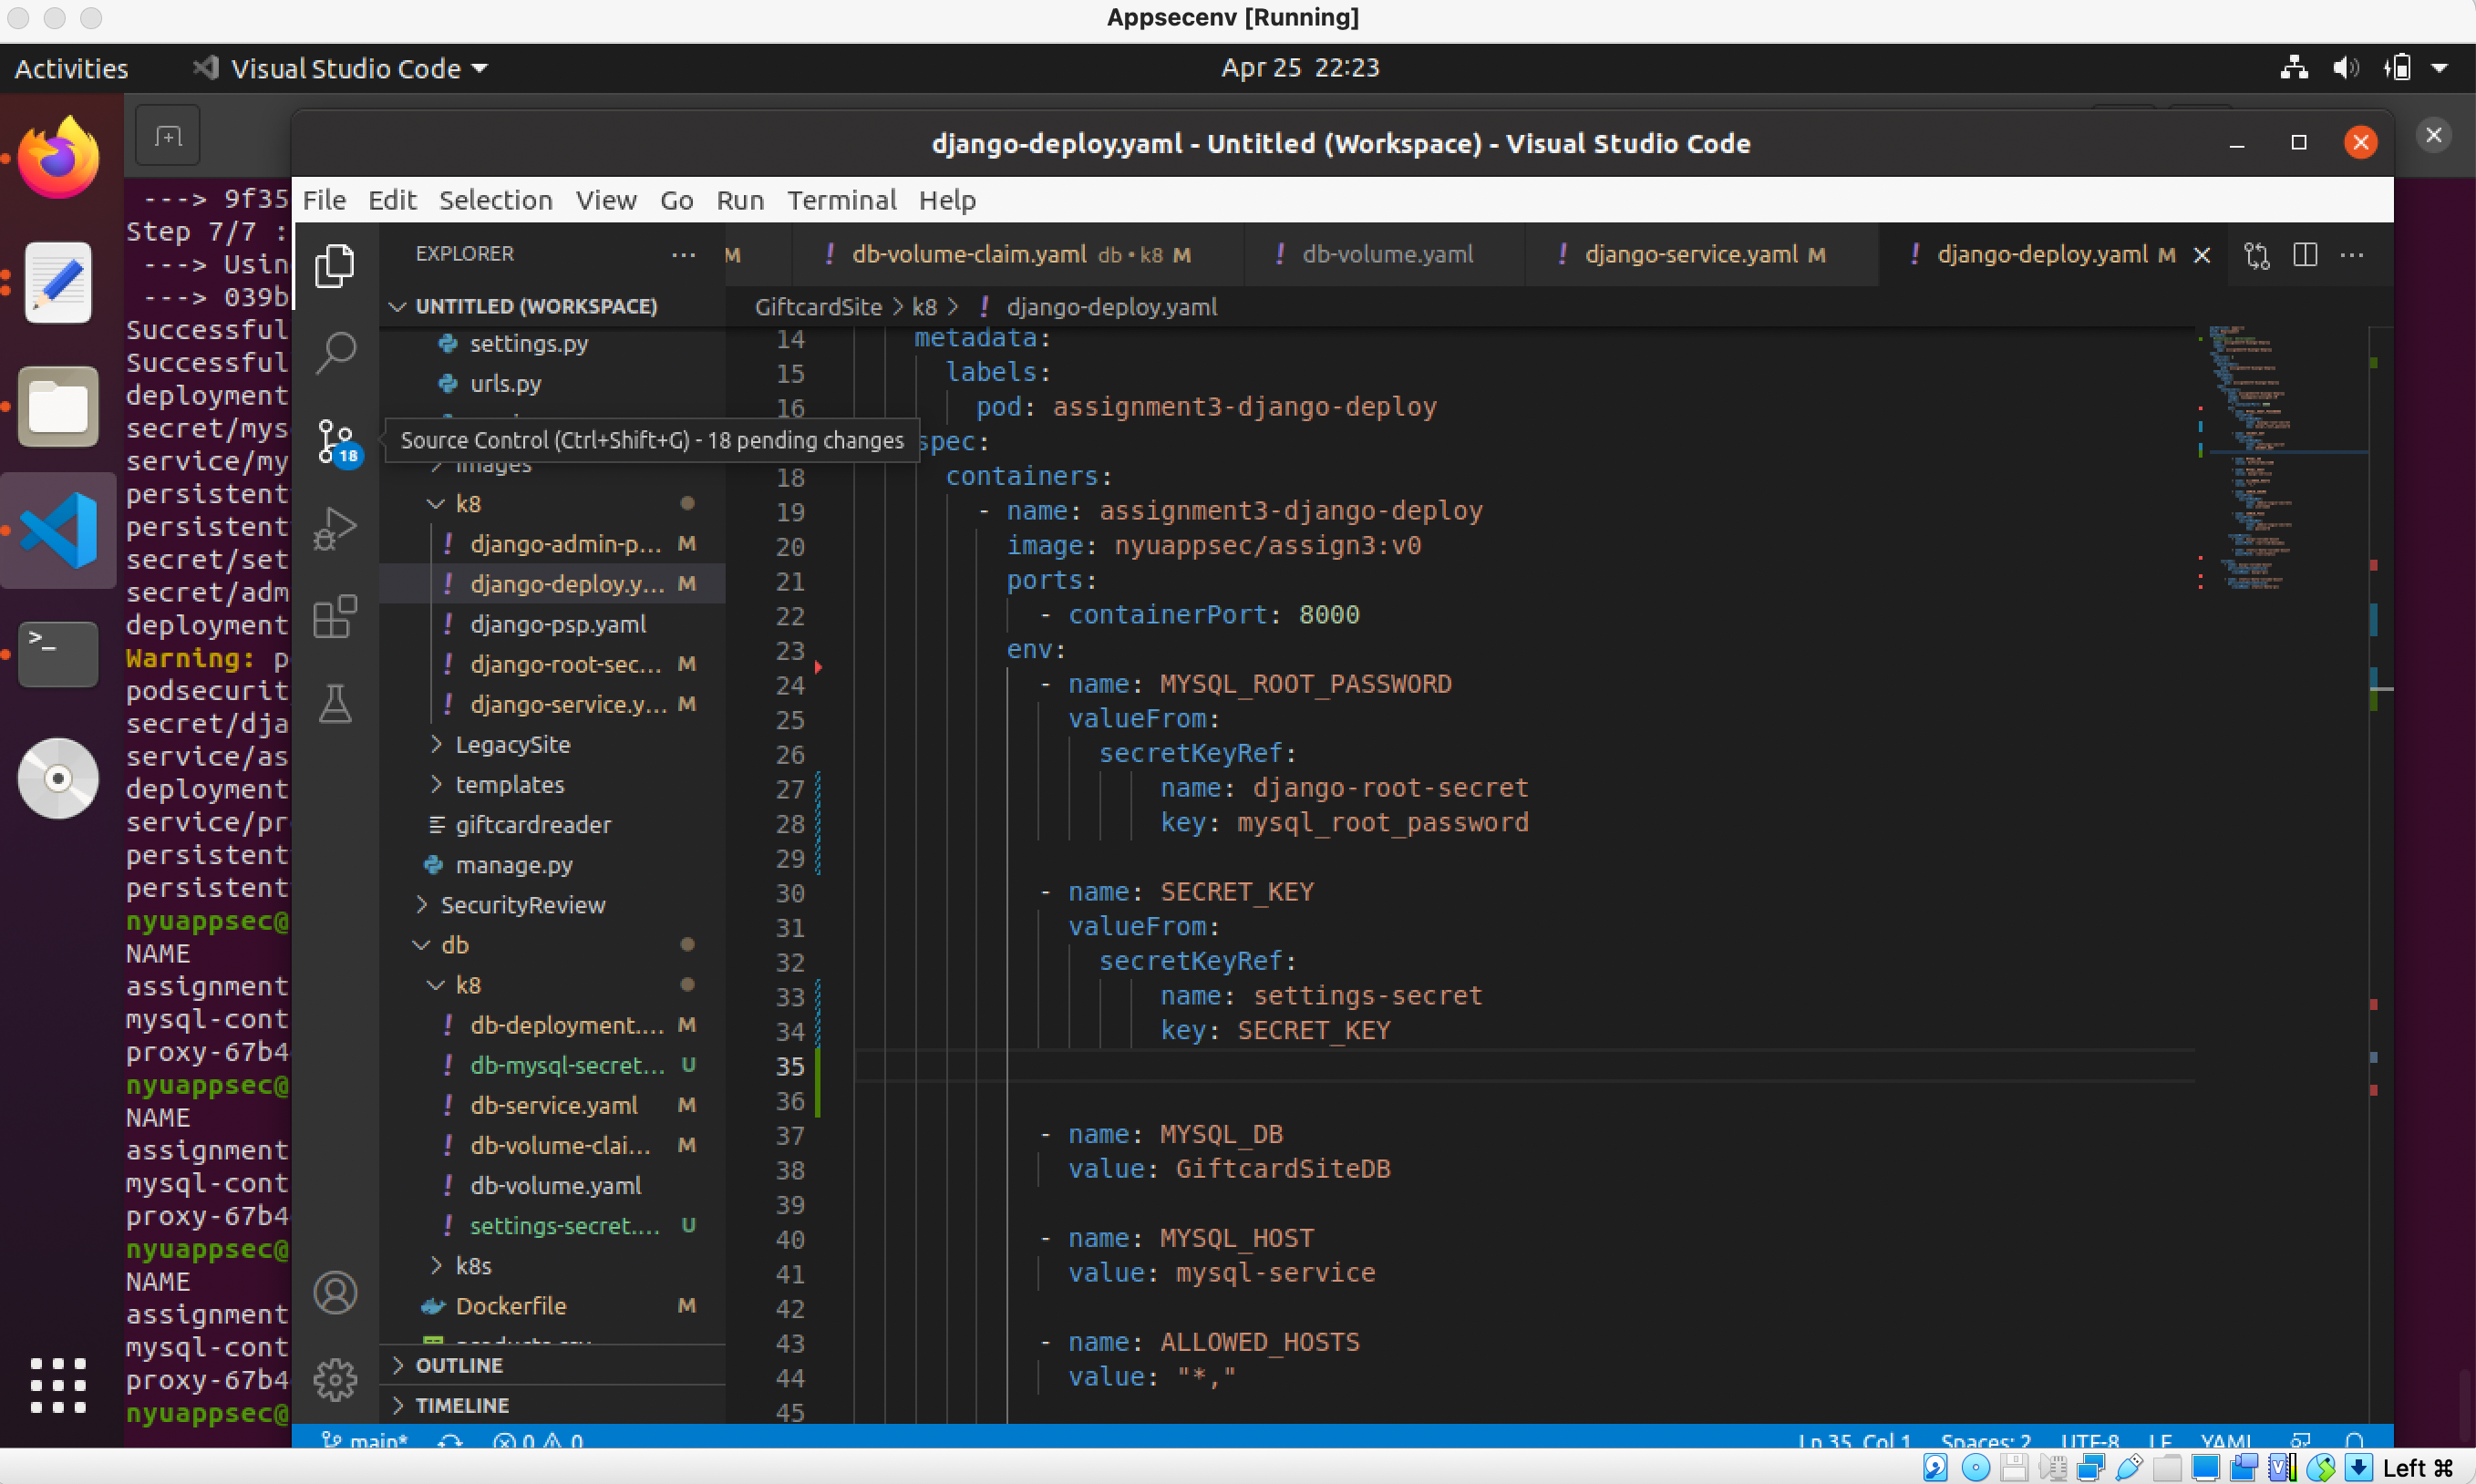 Appsecenv [Running]
Activities
Visual Studio Code
Apr 25 22:23
django-deploy.yaml - Untitled (Workspace) - Visual Studio Code
File Edit Selection View Go Run Terminal Help
EXPLORER
M
db-volume-claim.yaml db • k8 M
db-volume.yaml
django-service.yaml M
django-deploy.yaml M
UNTITLED (WORKSPACE)
GiftcardSite > k8 > ! django-deploy.yaml
settings.py
urls.py
Source Control (Ctrl+Shift+G) - 18 pending changes
18
images
k8
django-admin-p... M
django-deploy.y... M
django-psp.yaml
django-root-sec... M
django-service.y... M
LegacySite
templates
giftcardreader
manage.py
SecurityReview
db
k8
db-deployment.... M
db-mysql-secret... U
db-service.yaml M
db-volume-clai... M
db-volume.yaml
settings-secret.... U
k8s
Dockerfile M
OUTLINE
TIMELINE
14 metadata:
15 labels:
16 pod: assignment3-django-deploy
spec:
18 containers:
19 - name: assignment3-django-deploy
20 image: nyuappsec/assign3:v0
21 ports:
22 - containerPort: 8000
23 env:
24 - name: MYSQL_ROOT_PASSWORD
25 valueFrom:
26 secretKeyRef:
27 name: django-root-secret
28 key: mysql_root_password
29
30 - name: SECRET_KEY
31 valueFrom:
32 secretKeyRef:
33 name: settings-secret
34 key: SECRET_KEY
35
36
37 - name: MYSQL_DB
38 value: GiftcardSiteDB
39
40 - name: MYSQL_HOST
41 value: mysql-service
42
43 - name: ALLOWED_HOSTS
44 value: "*,"
45
---> 9f35
Step 7/7 :
---> Usin
---> 039b
Successful
Successful
deployment
secret/mys
service/my
persistent
persistent
secret/set
secret/adm
deployment
Warning: p
podsecurit
secret/dja
service/as
deployment
service/pr
persistent
persistent
nyuappsec@
NAME
assignment
mysql-cont
proxy-67b4
nyuappsec@
NAME
assignment
mysql-cont
proxy-67b4
nyuappsec@
NAME
assignment
mysql-cont
proxy-67b4
nyuappsec@
main* 0 0
Ln 35, Col 1 Spaces: 2 UTF-8 LF YAML
Left ⌘